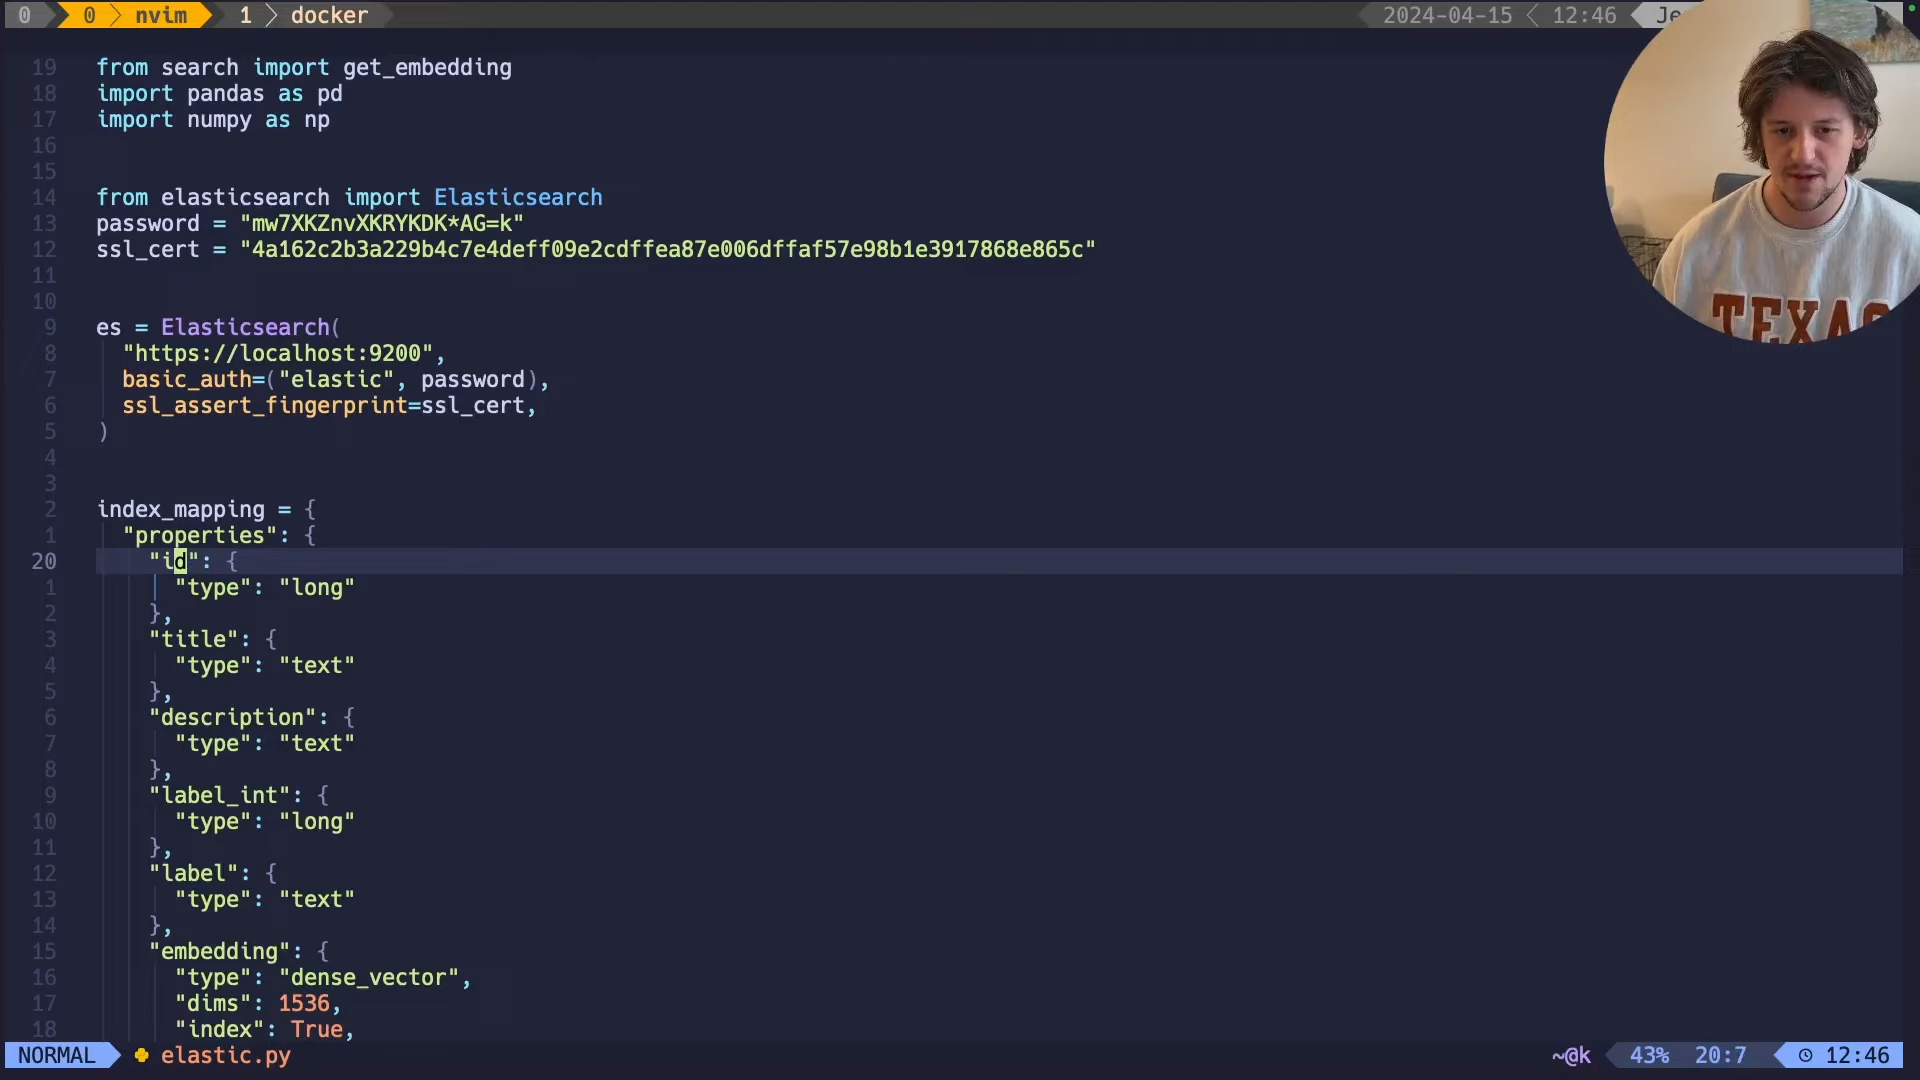 0 0 nvim 1 docker 2024-04-15 12:46 Je
19 from search import get_embedding
18 import pandas as pd
17 import numpy as np
16
15
14 from elasticsearch import Elasticsearch
13 password = "mw7XKZnvXKRYKDK*AG=k"
12 ssl_cert = "4a162c2b3a229b4c7e4deff09e2cdffea87e006dffaf57e98b1e3917868e865c"
11
10
9 es = Elasticsearch(
8 "https://localhost:9200",
7 basic_auth=("elastic", password),
6 ssl_assert_fingerprint=ssl_cert,
5 )
4
3
2 index_mapping = {
1 "properties": {
20 "id": {
1 "type": "long"
2 },
3 "title": {
4 "type": "text"
5 },
6 "description": {
7 "type": "text"
8 },
9 "label_int": {
10 "type": "long"
11 },
12 "label": {
13 "type": "text"
14 },
15 "embedding": {
16 "type": "dense_vector",
17 "dims": 1536,
18 "index": True,
NORMAL elastic.py ~@k 43% 20:7 12:46
TEXAS